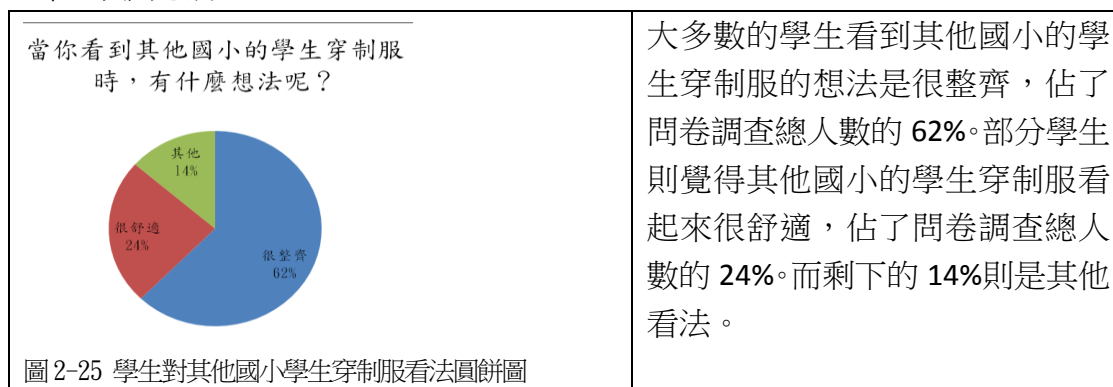 當你看到其他國小的學生穿制服
時，有什麼想法呢？
其他
14%
很舒適
24%
很整齊
62%
圖2-25 學生對其他國小學生穿制服看法圓餅圖
大多數的學生看到其他國小的學
生穿制服的想法是很整齊，佔了
問卷調查總人數的 62%。部分學生
則覺得其他國小的學生穿制服看
起來很舒適，佔了問卷調查總人
數的 24%。而剩下的 14%則是其他
看法。